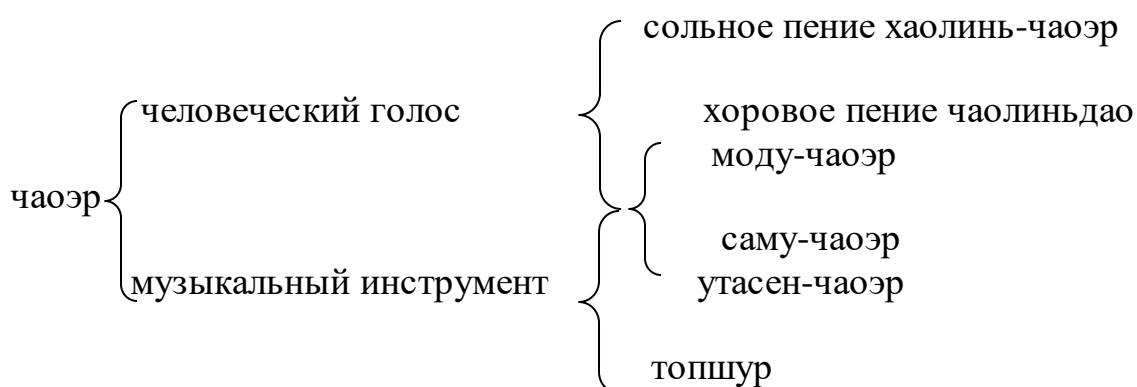 сольное пение хаолинь-чаоэр
человеческий голос
хоровое пение чаолиньдао
моду-чаоэр
чаоэр
саму-чаоэр
музыкальный инструмент
утасен-чаоэр
топшур